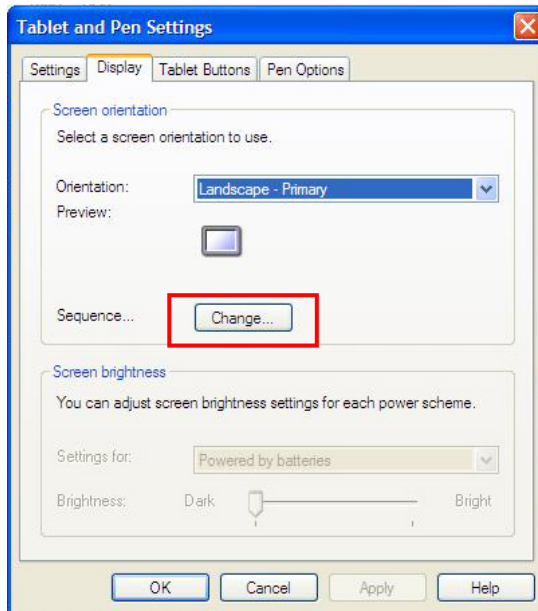 Tablet and Pen Settings
Settings Display Tablet Buttons Pen Options
Screen orientation
Select a screen orientation to use.
Orientation: Landscape - Primary
Preview:
Sequence... Change...
Screen brightness
You can adjust screen brightness settings for each power scheme.
Settings for: Powered by batteries
Brightness: Dark Bright
OK Cancel Apply Help